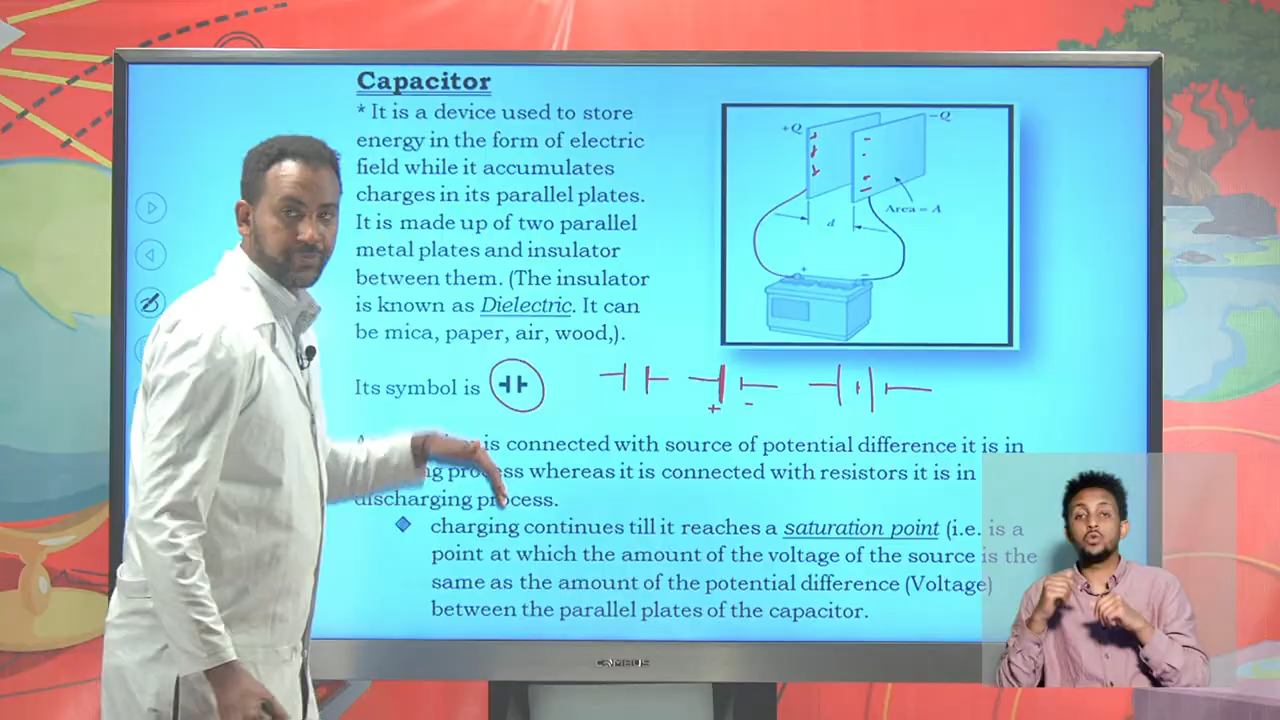 Capacitor
* It is a device used to store
energy in the form of electric
field while it accumulates
charges in its parallel plates.
It is made up of two parallel
metal plates and insulator
between them. (The insulator
is known as Dielectric. It can
be mica, paper, air, wood,).
+Q
−Q
Area = A
d
+
−
Its symbol is
+ -
is connected with source of potential difference it is in
whereas it is connected with resistors it is in
discharging process.
charging continues till it reaches a saturation point (i.e. is a
point at which the amount of the voltage of the source is the
same as the amount of the potential difference (Voltage)
between the parallel plates of the capacitor.
CAMBUS